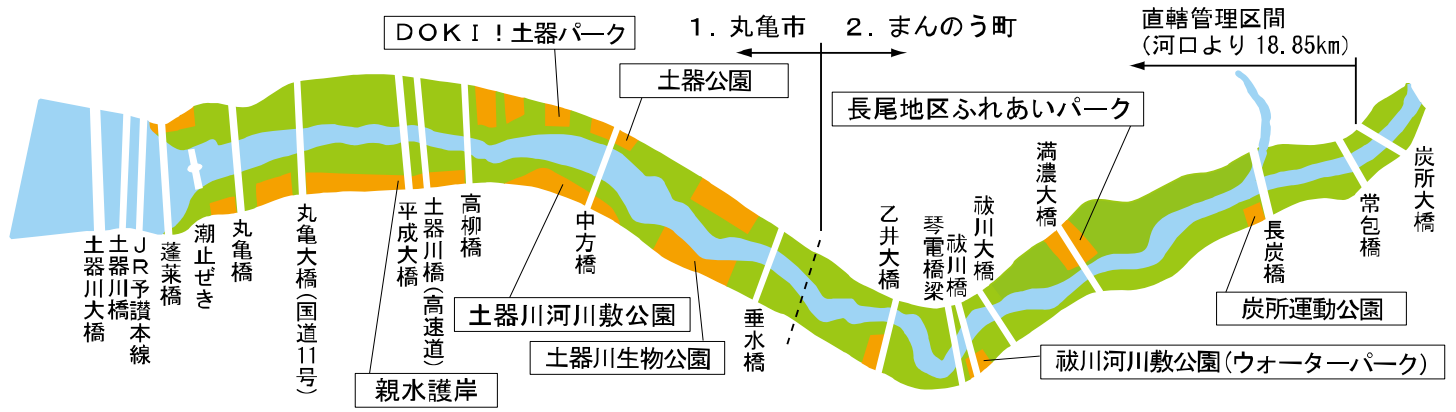 DOKI!土器パーク
1. 丸亀市
2. まんのう町
直轄管理区間
(河口より 18.85km)
土器公園
長尾地区ふれあいパーク
満濃大橋
炭所大橋
常包橋
長炭橋
炭所運動公園
祓川大橋
祓川橋
琴電橋梁
乙井大橋
祓川河川敷公園(ウォーターパーク)
垂水橋
中方橋
高柳橋
土器川橋(高速道)
平成大橋
丸亀大橋(国道11号)
丸亀橋
潮止ぜき
蓬莱橋
JR予讃本線
土器川橋
土器川大橋
土器川河川敷公園
土器川生物公園
親水護岸